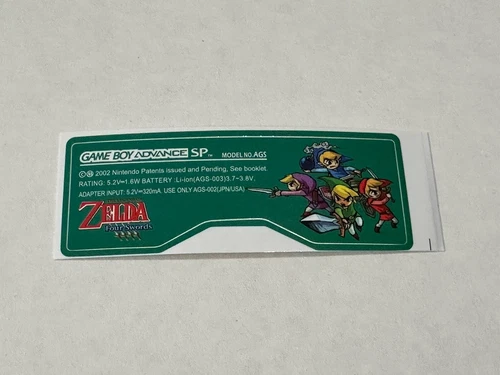 GAME BOY ADVANCE SP™ MODEL NO.AGS
©Ⓜ 2002 Nintendo Patents issued and Pending, See booklet.
RATING: 5.2V⎓1.6W BATTERY :Li-ion(AGS-003)3.7~3.8V.
ADAPTER INPUT: 5.2V⎓320mA. USE ONLY AGS-002(JPN/USA)
ZELDA
Four Swords